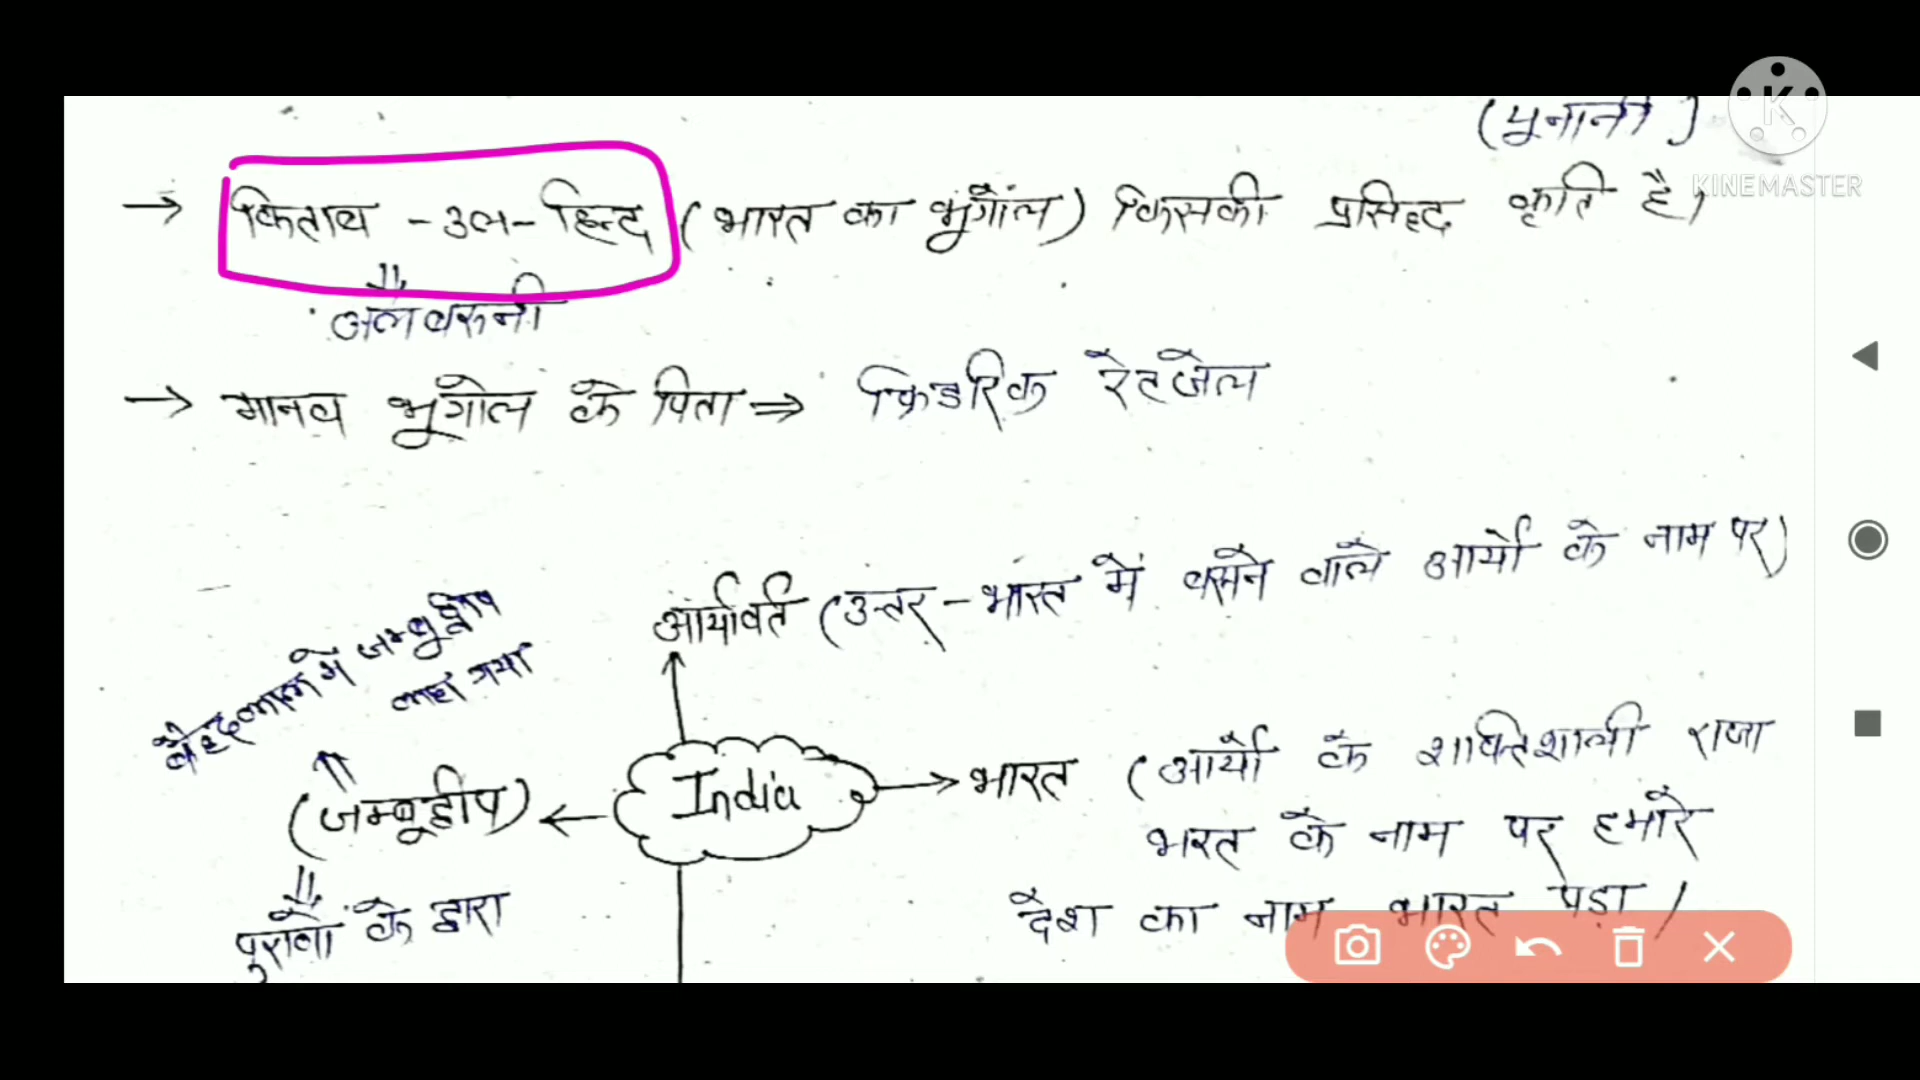 (यूनानी)
KINEMASTER
→ किताब -उल-हिन्द (भारत का भूगोल) किसकी प्रसिद्द कृति है।
अलबरुनी
→ मानव भूगोल के पिता ⇒ फ्रिडरिक रेटजेल
आर्यावर्त (उत्तर-भारत में बसने वाले आर्यो के नाम पर)
बौद्दकाल में जम्बुद्वीप
कहा गया
India
भारत (आर्यो के शक्तिशाली राजा
भरत के नाम पर हमारे
देश का नाम भारत पड़ा)
(जम्बूद्वीप)
पुराणों के द्वारा